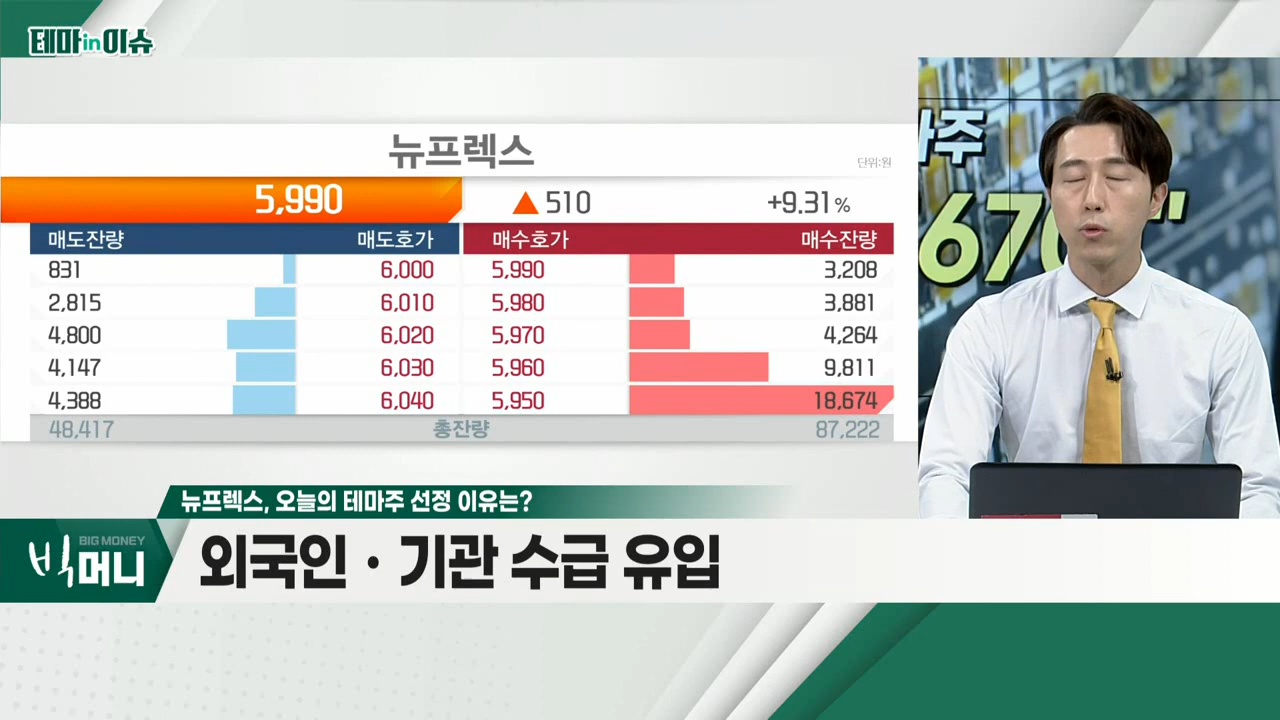 테마in이슈
뉴프렉스
단위:원
5,990 ▲510 +9.31%
매도잔량 매도호가 매수호가 매수잔량
831 6,000 5,990 3,208
2,815 6,010 5,980 3,881
4,800 6,020 5,970 4,264
4,147 6,030 5,960 9,811
4,388 6,040 5,950 18,674
48,417 총잔량 87,222
주
67
"
뉴프렉스, 오늘의 테마주 선정 이유는?
BIG MONEY
빅머니
외국인 · 기관 수급 유입